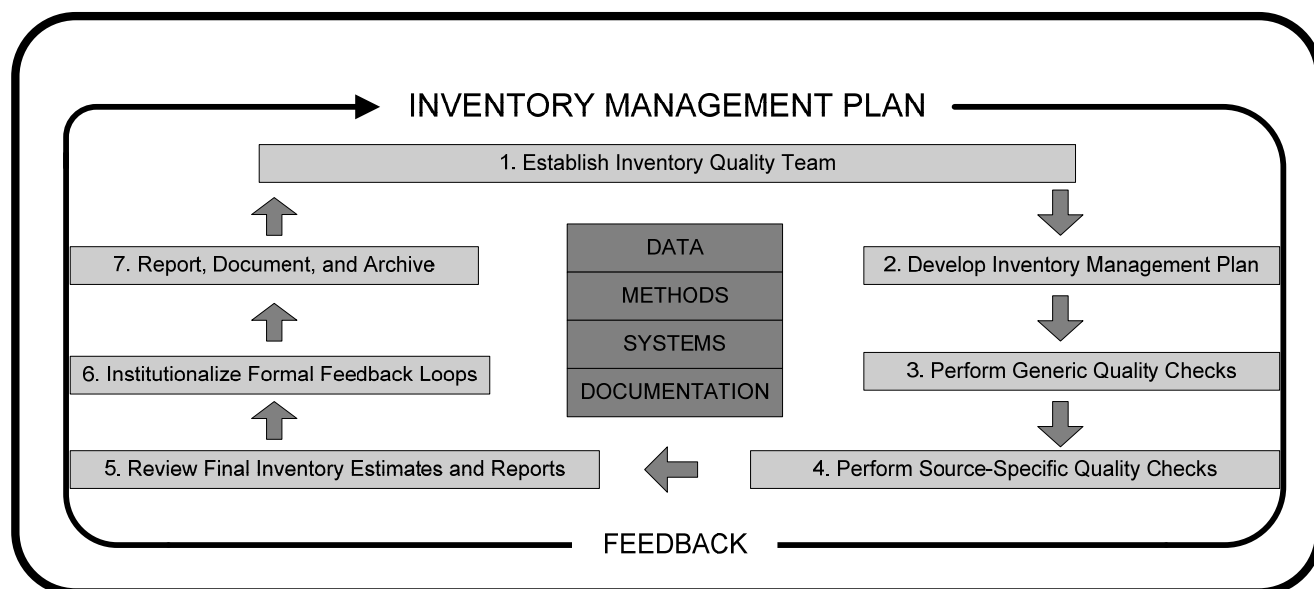 INVENTORY MANAGEMENT PLAN
1. Establish Inventory Quality Team
2. Develop Inventory Management Plan
3. Perform Generic Quality Checks
4. Perform Source-Specific Quality Checks
5. Review Final Inventory Estimates and Reports
6. Institutionalize Formal Feedback Loops
7. Report, Document, and Archive
DATA
METHODS
SYSTEMS
DOCUMENTATION
FEEDBACK